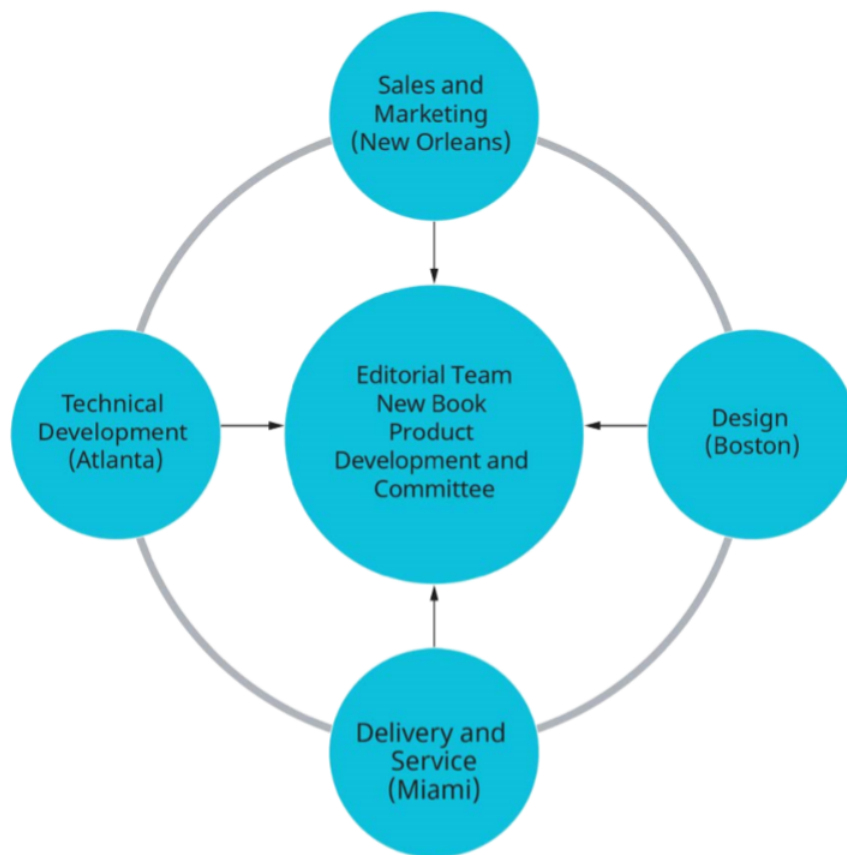 Sales and
Marketing
(New Orleans)
Technical
Development
(Atlanta)
Editorial Team
New Book
Product
Development and
Committee
Design
(Boston)
Delivery and
Service
(Miami)